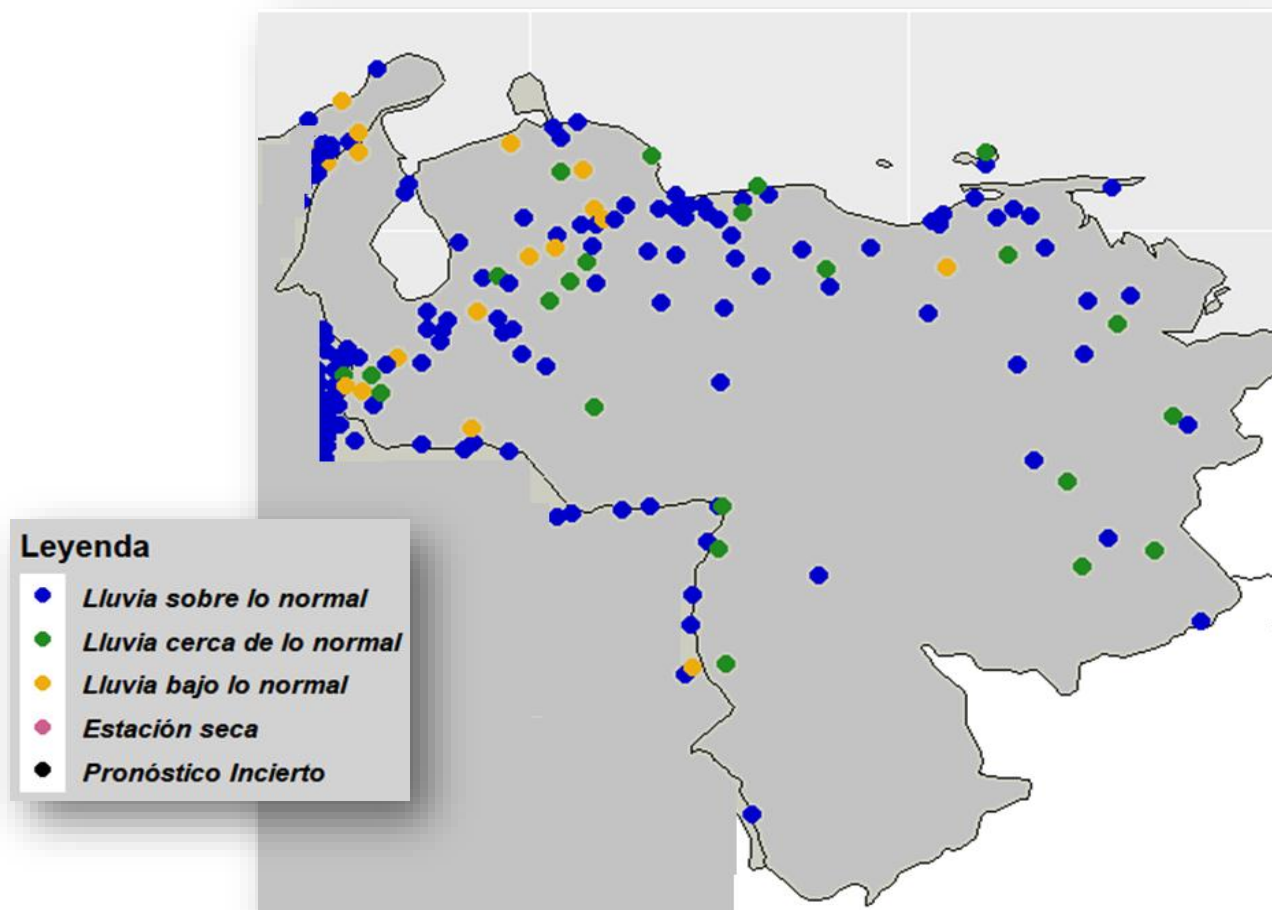 Leyenda
Lluvia sobre lo normal
Lluvia cerca de lo normal
Lluvia bajo lo normal
Estación seca
Pronóstico Incierto